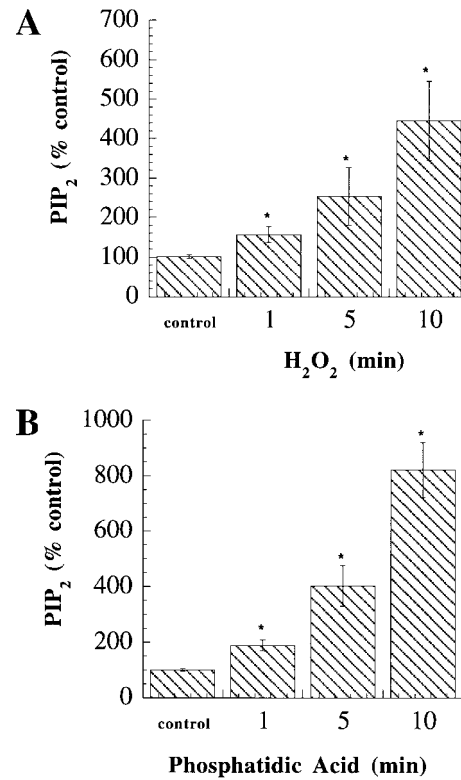 A
PIP₂ (% control)
700
600
500
400
300
200
100
0
*
*
*
control 1 5 10
H₂O₂ (min)
B
PIP₂ (% control)
1000
800
600
400
200
0
*
*
*
control 1 5 10
Phosphatidic Acid (min)